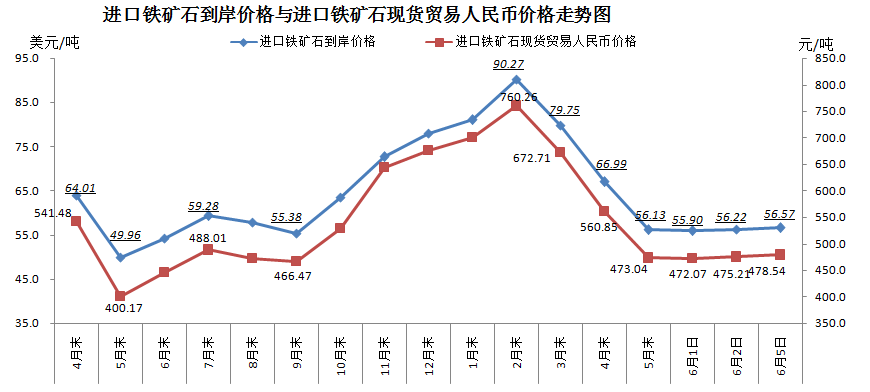 进口铁矿石到岸价格与进口铁矿石现货贸易人民币价格走势图
美元/吨
元/吨
进口铁矿石到岸价格
进口铁矿石现货贸易人民币价格
95.0
85.0
75.0
65.0
55.0
45.0
35.0
850.0
800.0
750.0
700.0
650.0
600.0
550.0
500.0
450.0
400.0
350.0
64.01
49.96
59.28
55.38
90.27
79.75
66.99
56.13
55.90
56.22
56.57
541.48
400.17
488.01
466.47
760.26
672.71
560.85
473.04
472.07
475.21
478.54
4月末
5月末
6月末
7月末
8月末
9月末
10月末
11月末
12月末
1月末
2月末
3月末
4月末
5月末
6月1日
6月2日
6月5日